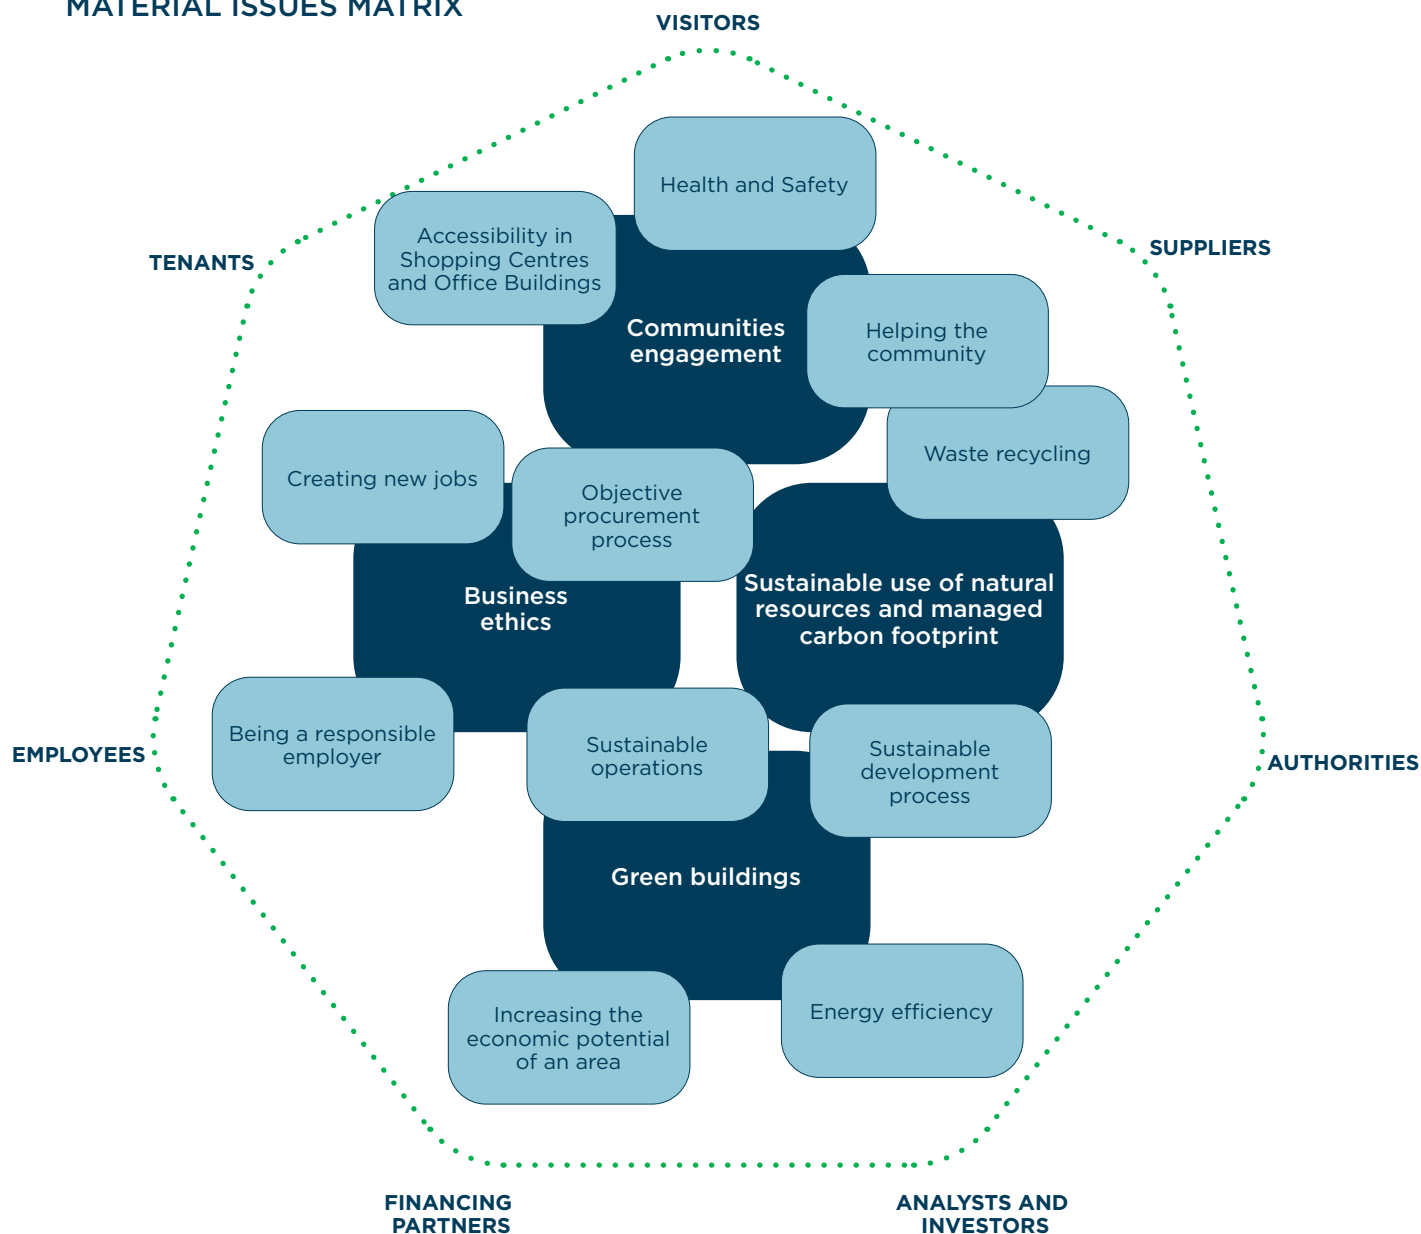 MATERIAL ISSUES MATRIX
VISITORS
Health and Safety
Accessibility in
Shopping Centres
and Office Buildings
TENANTS
SUPPLIERS
Communities
engagement
Helping the
community
Creating new jobs
Waste recycling
Objective
procurement
process
Business
ethics
Sustainable use of natural
resources and managed
carbon footprint
Being a responsible
employer
EMPLOYEES
Sustainable
operations
Sustainable
development
process
AUTHORITIES
Green buildings
Increasing the
economic potential
of an area
Energy efficiency
FINANCING
PARTNERS
ANALYSTS AND
INVESTORS